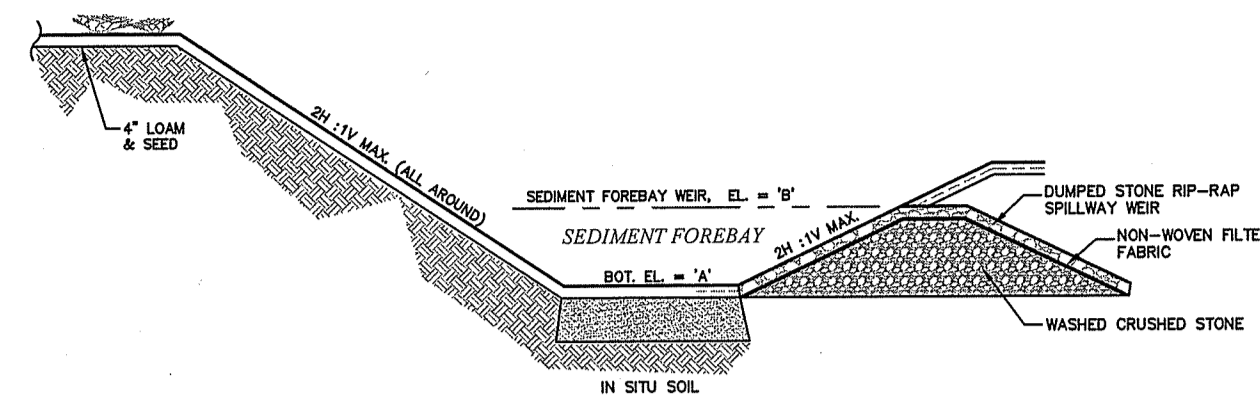 4" LOAM
& SEED
2H :1V MAX. (ALL AROUND)
SEDIMENT FOREBAY WEIR, EL. = 'B'
SEDIMENT FOREBAY
2H :1V MAX.
BOT. EL. = 'A'
DUMPED STONE RIP-RAP
SPILLWAY WEIR
NON-WOVEN FILTE
FABRIC
WASHED CRUSHED STONE
IN SITU SOIL